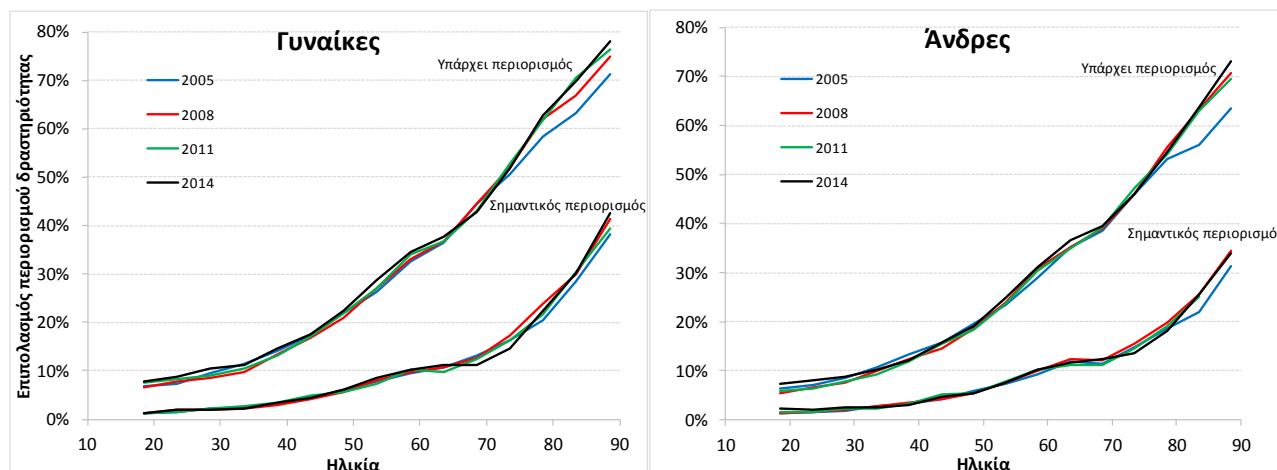 Γυναίκες
Επιπολασμός περιορισμού δραστηριότητας
80%
70%
60%
50%
40%
30%
20%
10%
0%
2005
2008
2011
2014
Υπάρχει περιορισμός
Σημαντικός περιορισμός
10 20 30 40 50 60 70 80 90
Ηλικία
Άνδρες
80%
70%
60%
50%
40%
30%
20%
10%
0%
2005
2008
2011
2014
Υπάρχει περιορισμός
Σημαντικός περιορισμό
10 20 30 40 50 60 70 80 90
Ηλικία